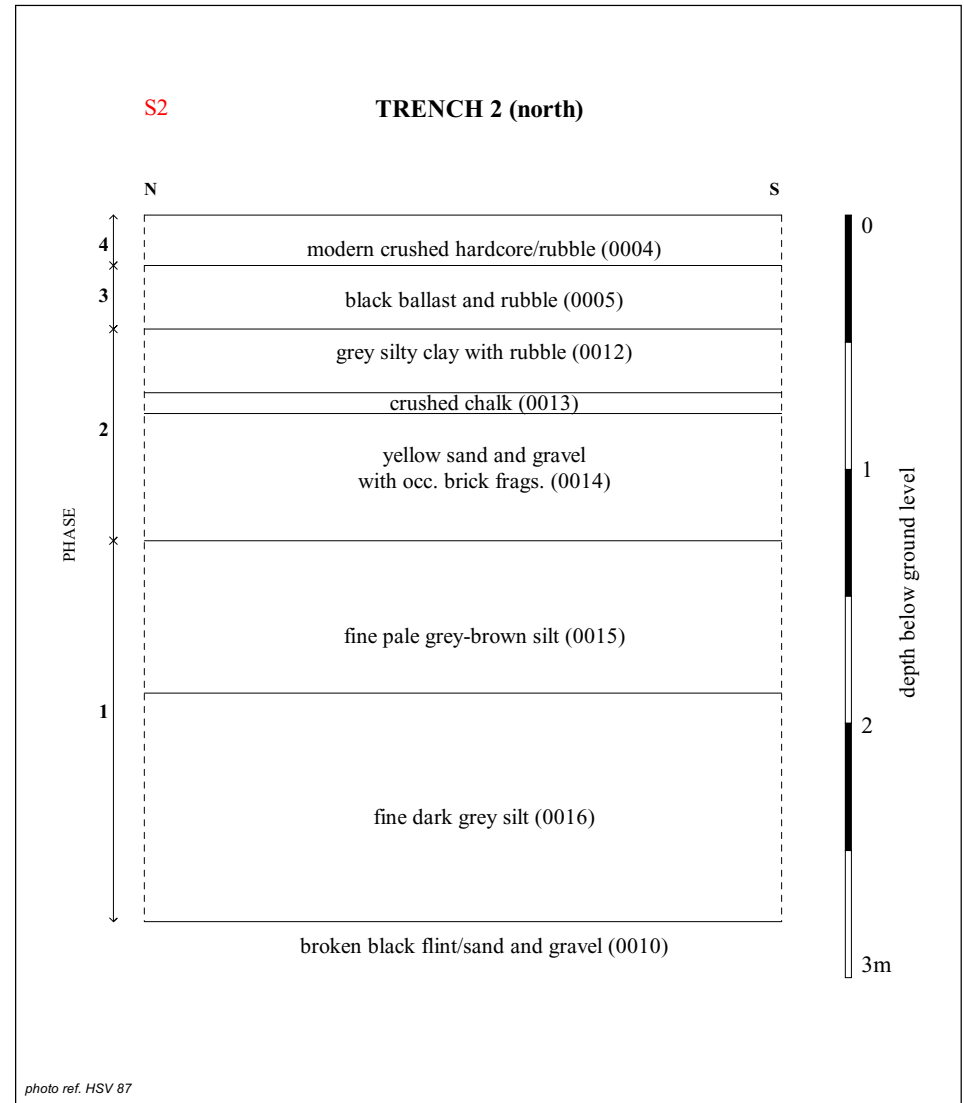 S2
TRENCH 2 (north)
N
S
4
modern crushed hardcore/rubble (0004)
0
3
black ballast and rubble (0005)
grey silty clay with rubble (0012)
crushed chalk (0013)
2
yellow sand and gravel
with occ. brick frags. (0014)
1
PHASE
depth below ground level
fine pale grey-brown silt (0015)
1
2
fine dark grey silt (0016)
broken black flint/sand and gravel (0010)
3m
photo ref. HSV 87